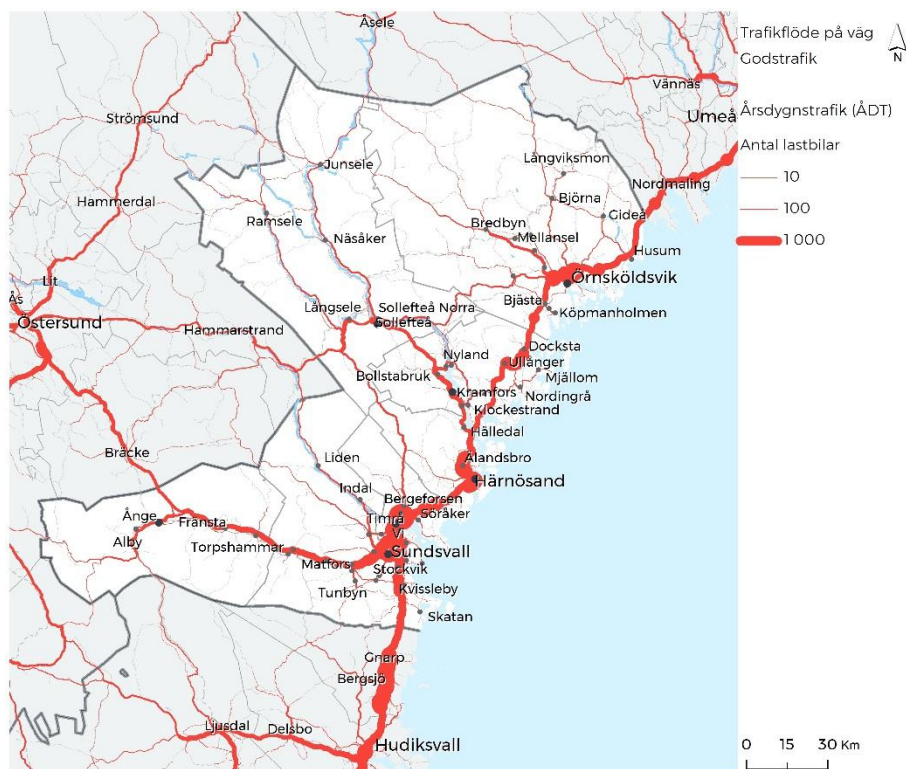 Trafikflöde på väg
Godstrafik
N
Årsdygnstrafik (ÅDT)
Antal lastbilar
10
100
1 000
0 15 30 Km
Åsele
Vännäs
Strömsund
Umeå
Junsele
Långviksmon
Nordmaling
Hammerdal
Björna
Ramsele
Bredbyn
Gideå
Mellansel
Näsåker
Husum
Lit
Örnsköldsvik
Ås
Östersund
Långsele
Sollefteå Norra
Bjästa
Sollefteå
Köpmanholmen
Hammarstrand
Docksta
Nyland
Ullånger
Bollstabruk
Mjällom
Kramfors
Nordingrå
Klockestrand
Hålledal
Bräcke
Liden
Älandsbro
Härnösand
Indal
Bergeforsen
Ånge
Fränsta
Timrå
Söråker
Alby
Vi
Torpshammar
Sundsvall
Matfors
Stockvik
Tunbyn
Kvissleby
Skatan
Gnarp
Bergsjö
Ljusdal
Delsbo
Hudiksvall